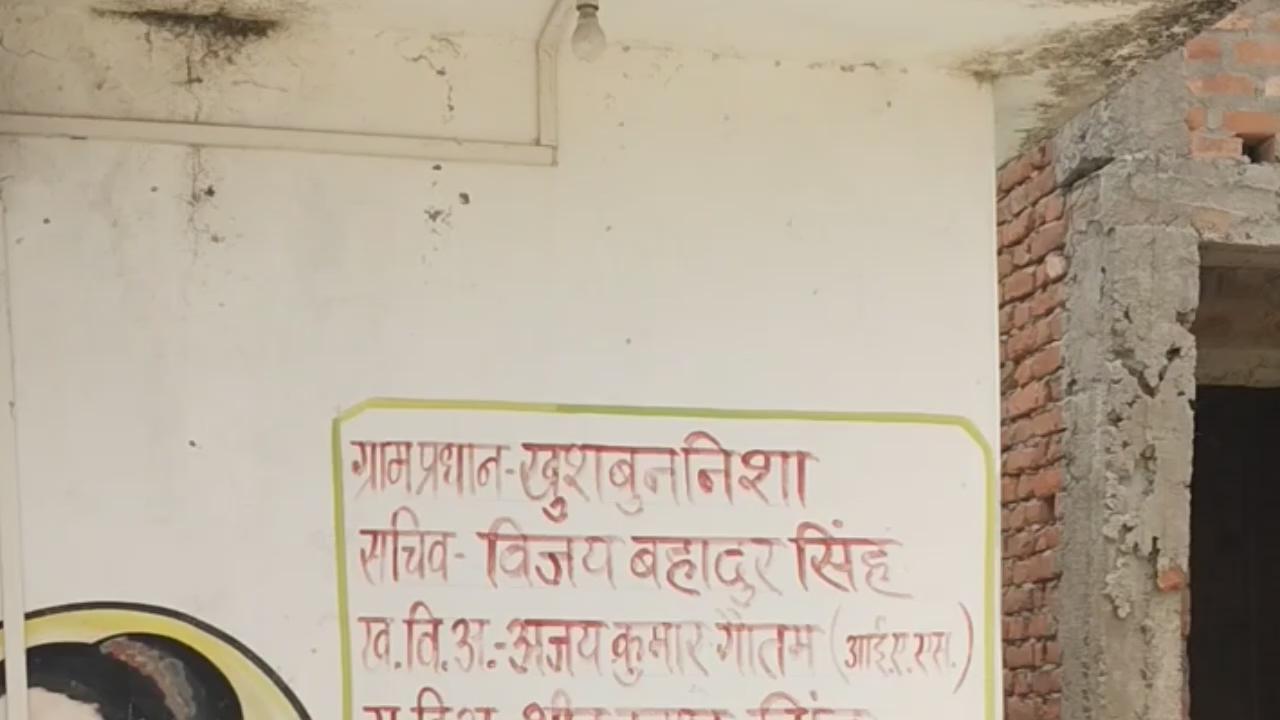 ग्राम प्रधान-खुशबुननिशा
सचिव- विजय बहादुर सिंह
ख.वि.अ.-अजय कुमार गौतम (आई.ए.एस.)